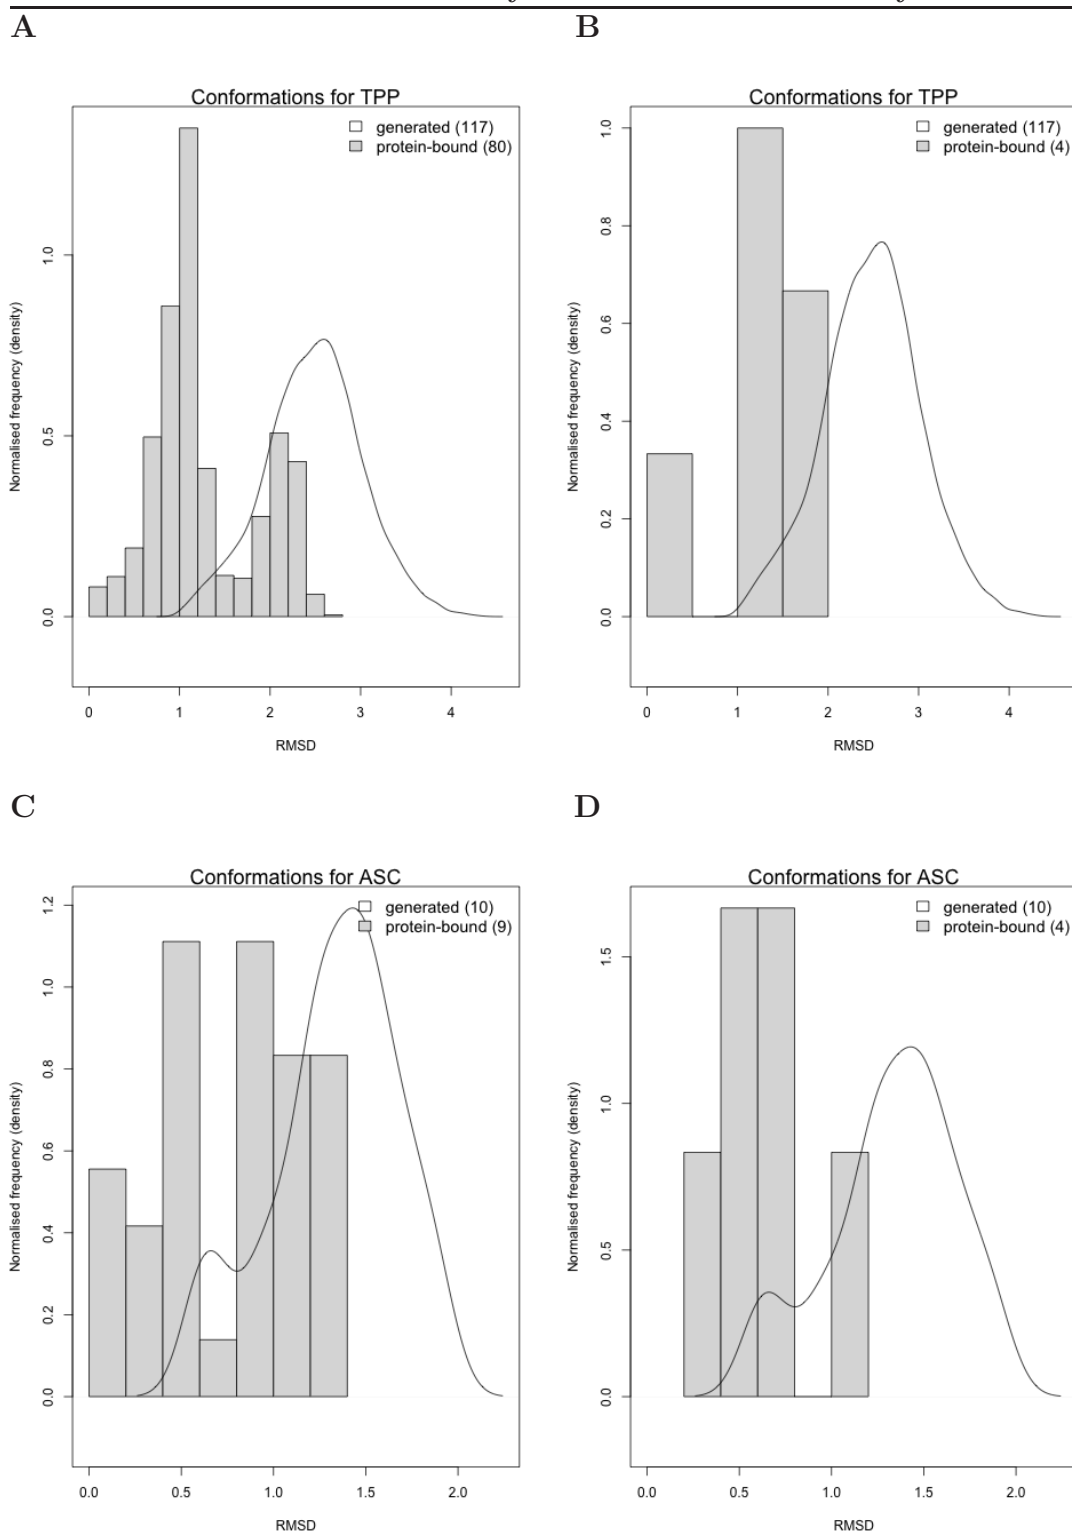 A
B
Conformations for TPP
generated (117)
protein-bound (80)
Normalised frequency (density)
1.0
0.5
0.0
0 1 2 3 4
RMSD
Conformations for TPP
generated (117)
protein-bound (4)
Normalised frequency (density)
1.0
0.8
0.6
0.4
0.2
0.0
0 1 2 3 4
RMSD
C
D
Conformations for ASC
generated (10)
protein-bound (9)
Normalised frequency (density)
1.2
1.0
0.8
0.6
0.4
0.2
0.0
0.0 0.5 1.0 1.5 2.0
RMSD
Conformations for ASC
generated (10)
protein-bound (4)
Normalised frequency (density)
1.5
1.0
0.5
0.0
0.0 0.5 1.0 1.5 2.0
RMSD